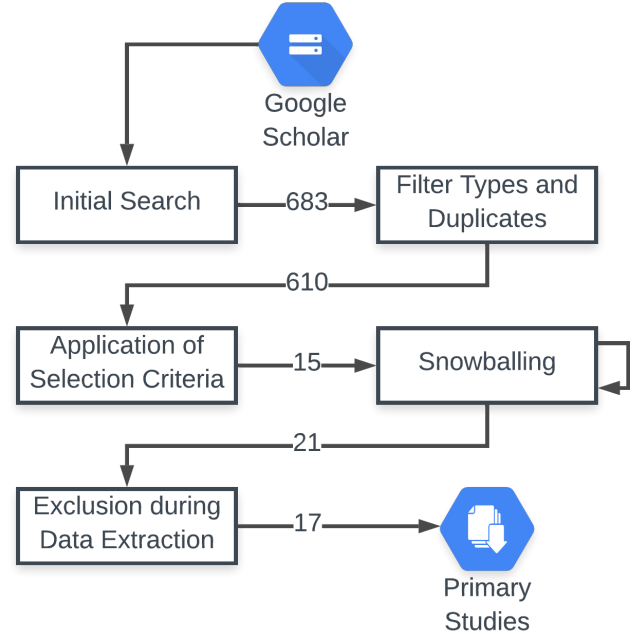 Google
Scholar
Initial Search
683
Filter Types and
Duplicates
610
Application of
Selection Criteria
15
Snowballing
21
Exclusion during
Data Extraction
17
Primary
Studies